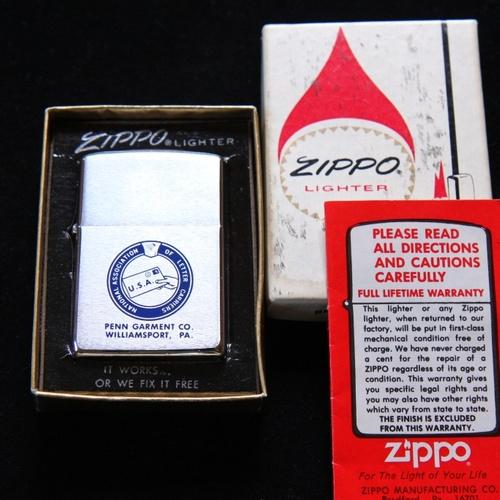 ZIPPO® LIGHTER
NATIONAL ASSOCIATION OF LETTER CARRIERS
U.S.A.
PENN GARMENT CO.
WILLIAMSPORT, PA.
IT WORKS...
OR WE FIX IT FREE
ZIPPO®
LIGHTER
PLEASE READ
ALL DIRECTIONS
AND CAUTIONS
CAREFULLY
FULL LIFETIME WARRANTY
This lighter or any Zippo
lighter, when returned to our
factory, will be put in first-class
mechanical condition free of
charge. We have never charged
a cent for the repair of a
ZIPPO regardless of its age or
condition. This warranty gives
you specific legal rights and
you may also have other rights
which vary from state to state.
THE FINISH IS EXCLUDED
FROM THIS WARRANTY.
zippo
For The Light of Your Life
ZIPPO MANUFACTURING CO.
Bradford, Pa. 16701